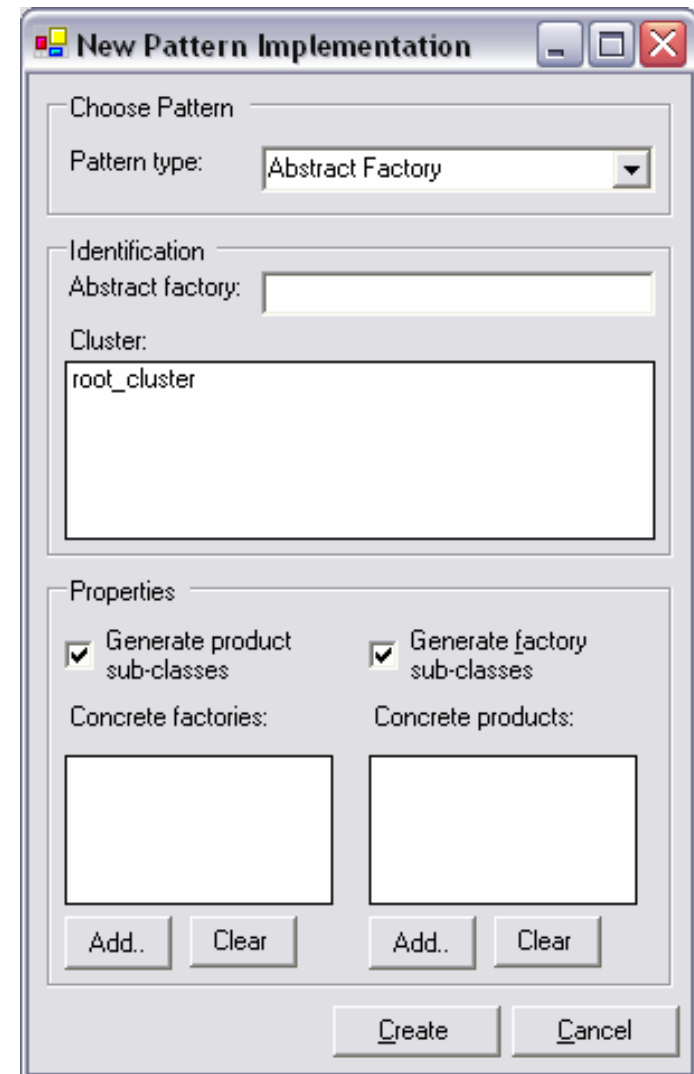 New Pattern Implementation
Choose Pattern
Pattern type: Abstract Factory
Identification
Abstract factory:
Cluster:
root_cluster
Properties
Generate product
sub-classes
Generate factory
sub-classes
Concrete factories: Concrete products:
Add.. Clear Add.. Clear
Create Cancel